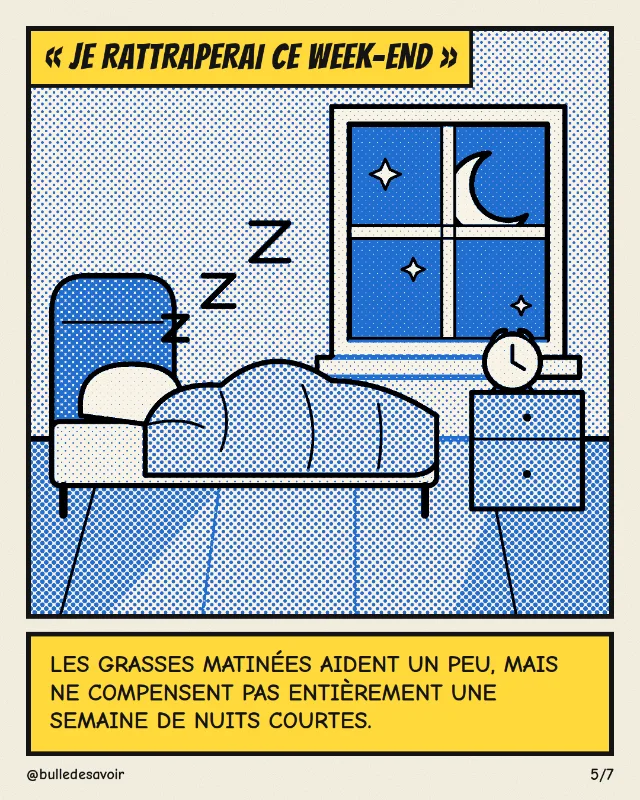 « JE RATTRAPERAI CE WEEK-END »
Z
Z
Z
LES GRASSES MATINÉES AIDENT UN PEU, MAIS
NE COMPENSENT PAS ENTIÈREMENT UNE
SEMAINE DE NUITS COURTES.
@bulledesavoir
5/7